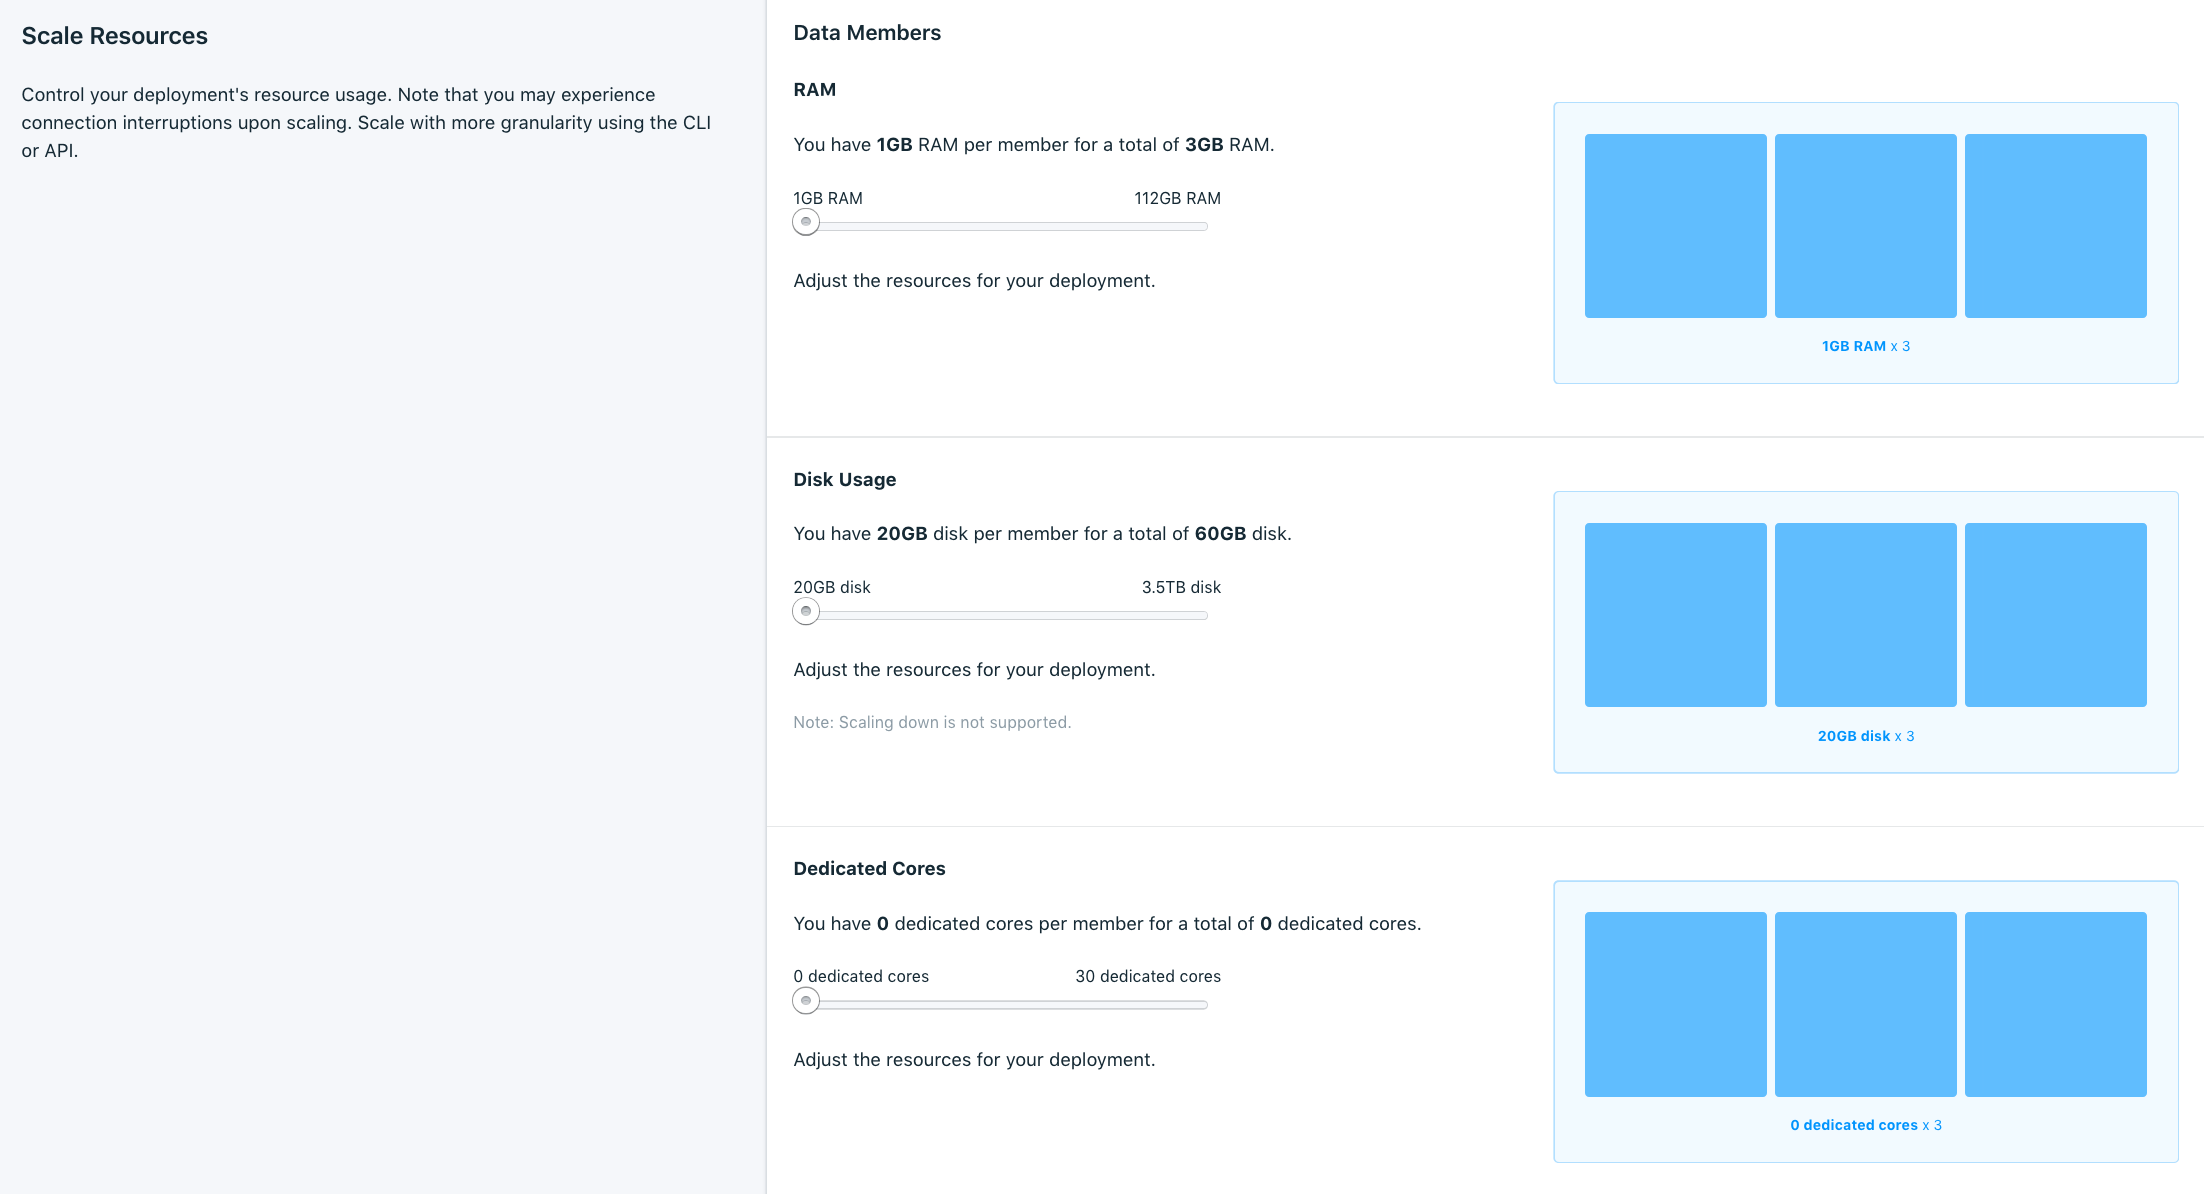 Scale Resources
Control your deployment's resource usage. Note that you may experience
connection interruptions upon scaling. Scale with more granularity using the CLI
or API.
Data Members
RAM
You have 1GB RAM per member for a total of 3GB RAM.
1GB RAM 112GB RAM
Adjust the resources for your deployment.
1GB RAM x 3
Disk Usage
You have 20GB disk per member for a total of 60GB disk.
20GB disk 3.5TB disk
Adjust the resources for your deployment.
Note: Scaling down is not supported.
20GB disk x 3
Dedicated Cores
You have 0 dedicated cores per member for a total of 0 dedicated cores.
0 dedicated cores 30 dedicated cores
Adjust the resources for your deployment.
0 dedicated cores x 3